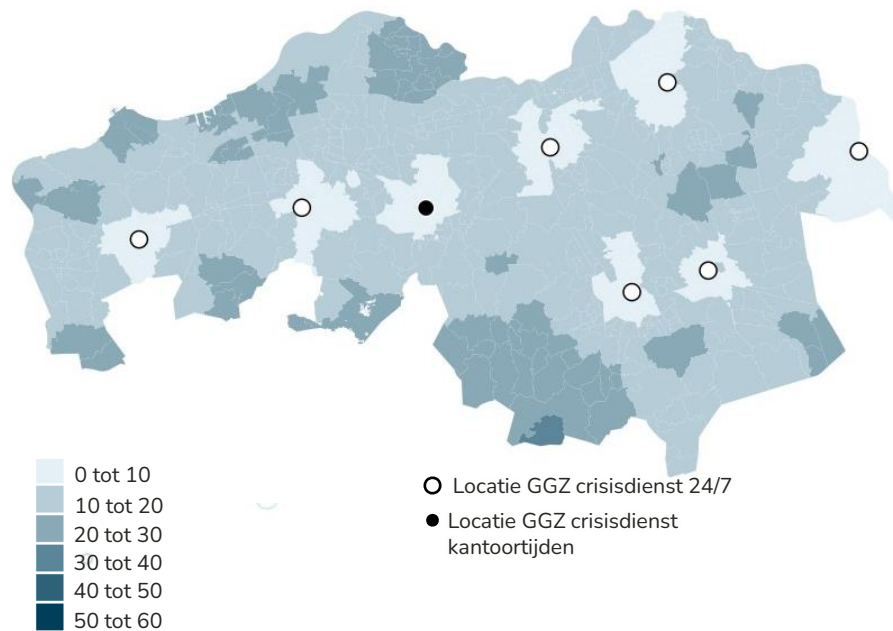 0 tot 10
10 tot 20
20 tot 30
30 tot 40
40 tot 50
50 tot 60
Locatie GGZ crisisdienst 24/7
Locatie GGZ crisisdienst
kantoortijden